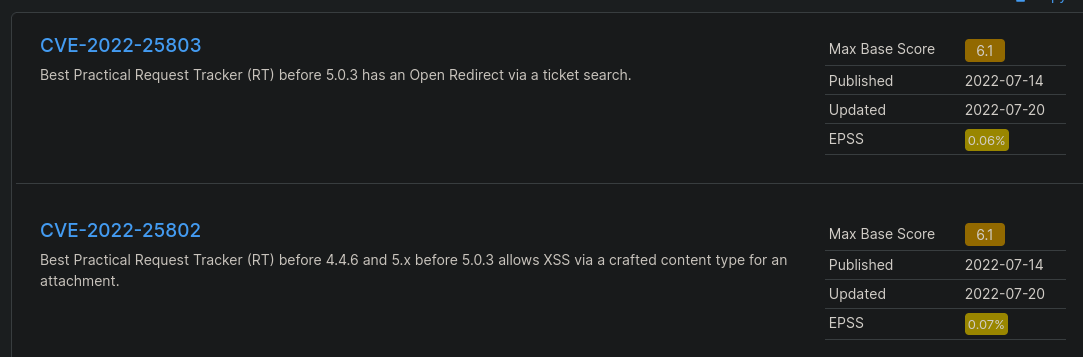 CVE-2022-25803
Best Practical Request Tracker (RT) before 5.0.3 has an Open Redirect via a ticket search.
Max Base Score 6.1
Published 2022-07-14
Updated 2022-07-20
EPSS 0.06%
CVE-2022-25802
Best Practical Request Tracker (RT) before 4.4.6 and 5.x before 5.0.3 allows XSS via a crafted content type for an
attachment.
Max Base Score 6.1
Published 2022-07-14
Updated 2022-07-20
EPSS 0.07%